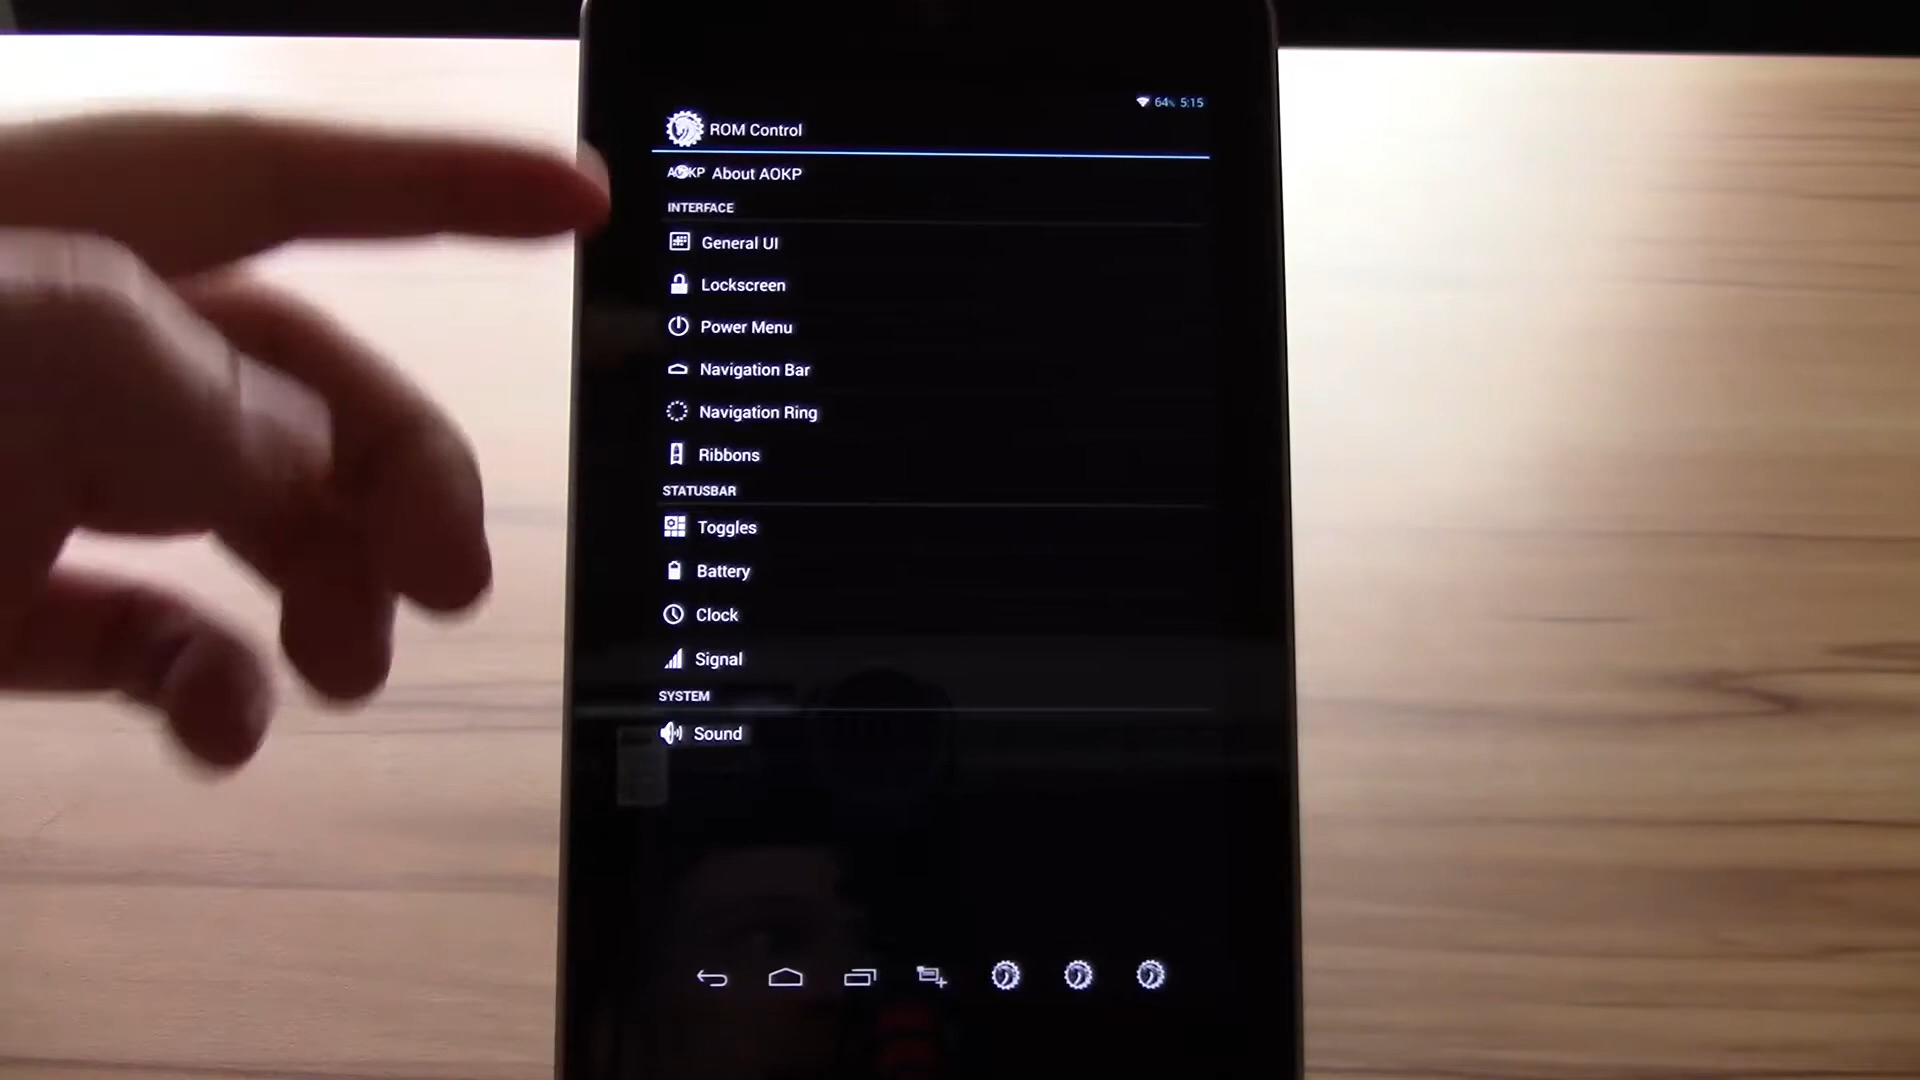 64% 5:15
ROM Control
AOKP About AOKP
INTERFACE
General UI
Lockscreen
Power Menu
Navigation Bar
Navigation Ring
Ribbons
STATUSBAR
Toggles
Battery
Clock
Signal
SYSTEM
Sound